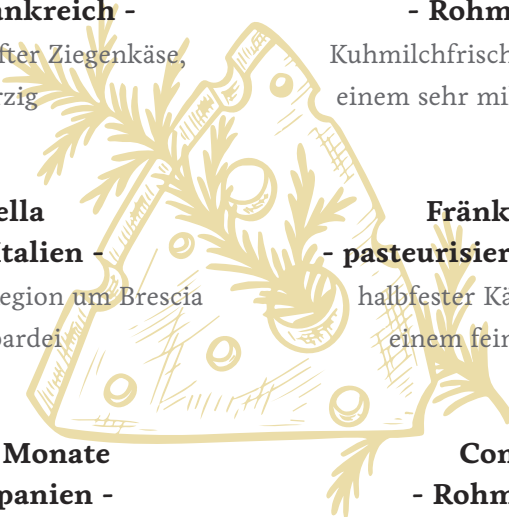 nkreich -
fter Ziegenkäse,
rzig
ella
talien -
egion um Brescia
ardei
Monate
panien -
- Rohm
Kuhmilchfrisch
einem sehr mi
Fränk
- pasteurisier
halbfester Kä
einem fein
Con
- Rohm